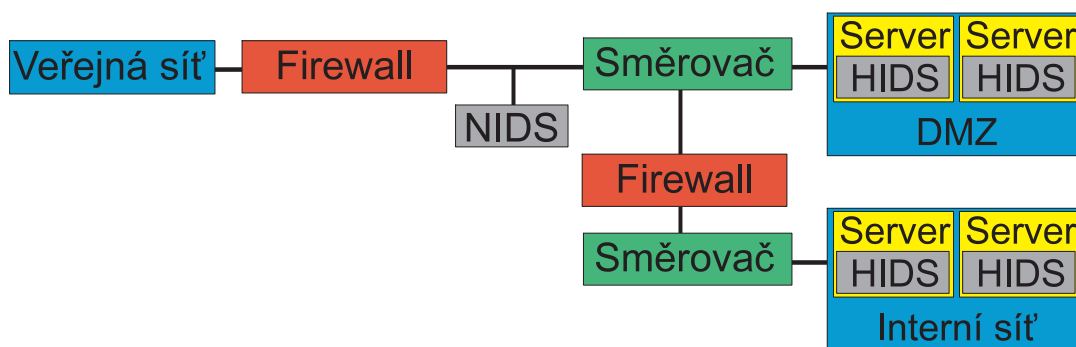 Veřejná síť
Firewall
NIDS
Směrovač
Server Server
HIDS HIDS
DMZ
Firewall
Směrovač
Server Server
HIDS HIDS
Interní síť